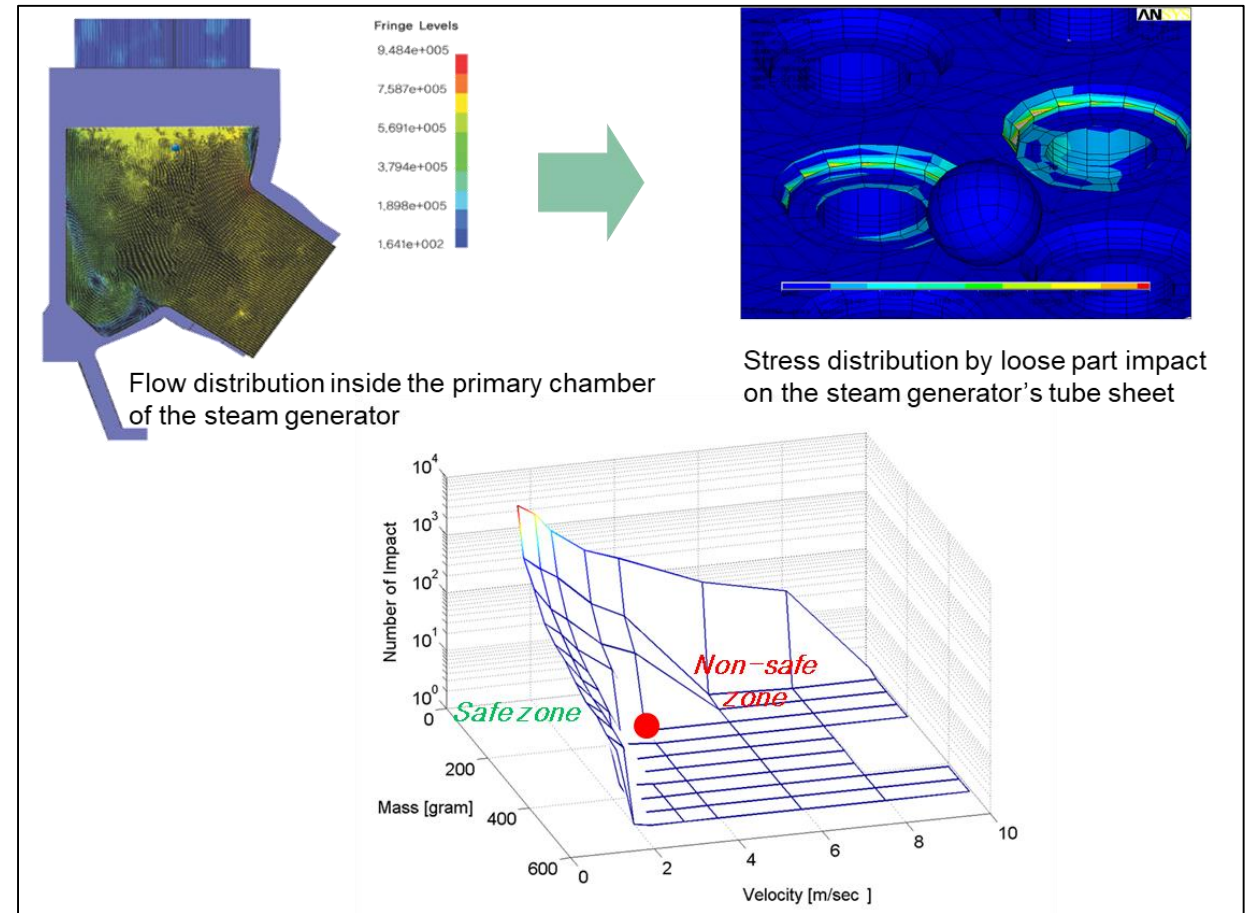 Fringe Levels
9,484e+005
7,587e+005
5,691e+005
3,794e+005
1,898e+005
1,641e+002
Flow distribution inside the primary chamber
of the steam generator
Stress distribution by loose part impact
on the steam generator's tube sheet
10^4
10^3
10^2
10^1
10^0
Number of Impact
0
200
400
600
Mass [gram]
0
2
4
6
8
10
Velocity [m/sec ]
Safe zone
Non-safe
zone